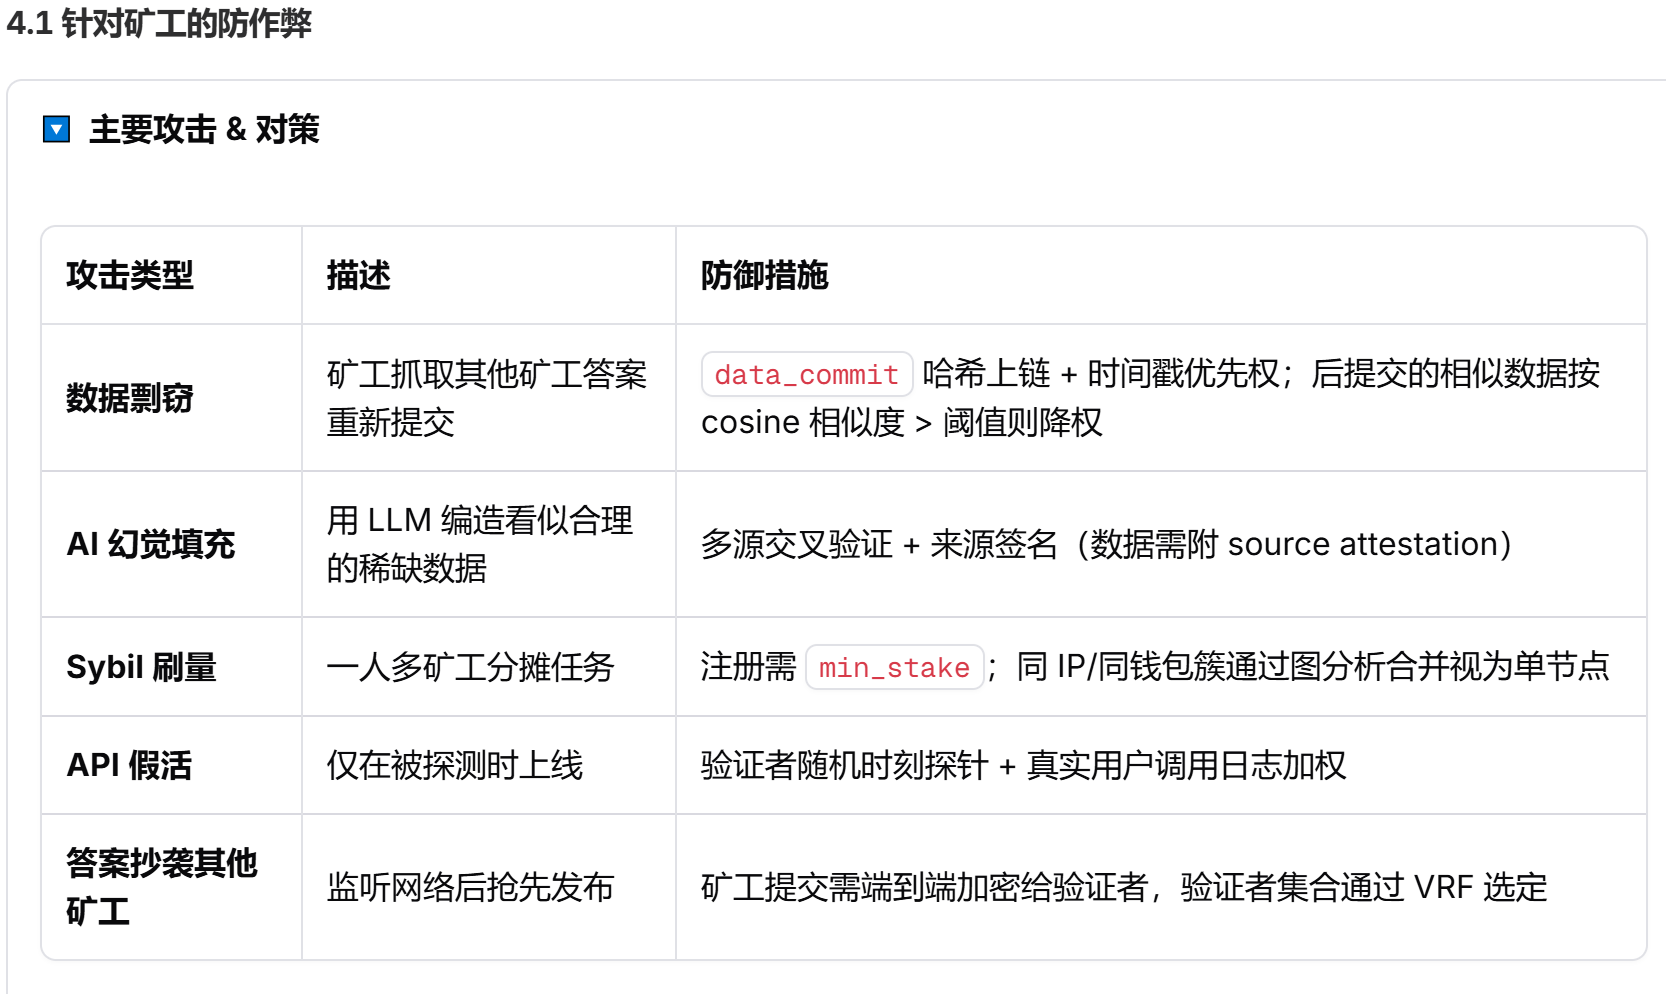 4.1 针对矿工的防作弊
主要攻击 & 对策
攻击类型
描述
防御措施
数据剽窃
矿工抓取其他矿工答案
重新提交
data_commit 哈希上链 + 时间戳优先权；后提交的相似数据按
cosine 相似度 > 阈值则降权
AI 幻觉填充
用 LLM 编造看似合理
的稀缺数据
多源交叉验证 + 来源签名（数据需附 source attestation）
Sybil 刷量
一人多矿工分摊任务
注册需 min_stake；同 IP/同钱包簇通过图分析合并视为单节点
API 假活
仅在被探测时上线
验证者随机时刻探针 + 真实用户调用日志加权
答案抄袭其他
矿工
监听网络后抢先发布
矿工提交需端到端加密给验证者，验证者集合通过 VRF 选定